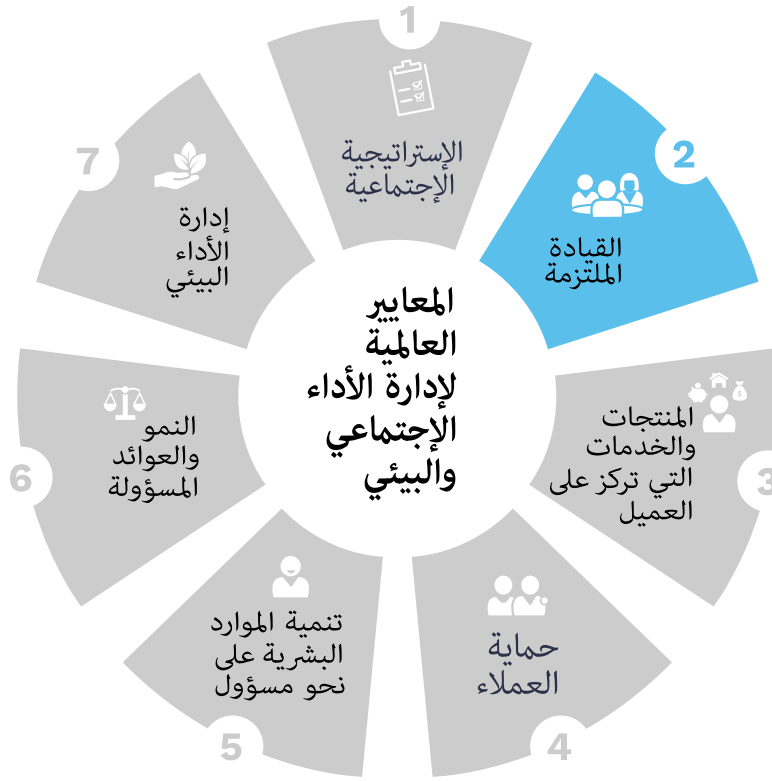 المعايير
العالمية
لإدارة الأداء
الإجتماعي
والبيئي
1
الإستراتيجية
الإجتماعية
2
القيادة
الملتزمة
3
المنتجات
والخدمات
التي تركز على
العميل
4
حماية
العملاء
5
تنمية الموارد
البشرية على
نحو مسؤول
6
النمو
والعوائد
المسؤولة
7
إدارة
الأداء
البيئي